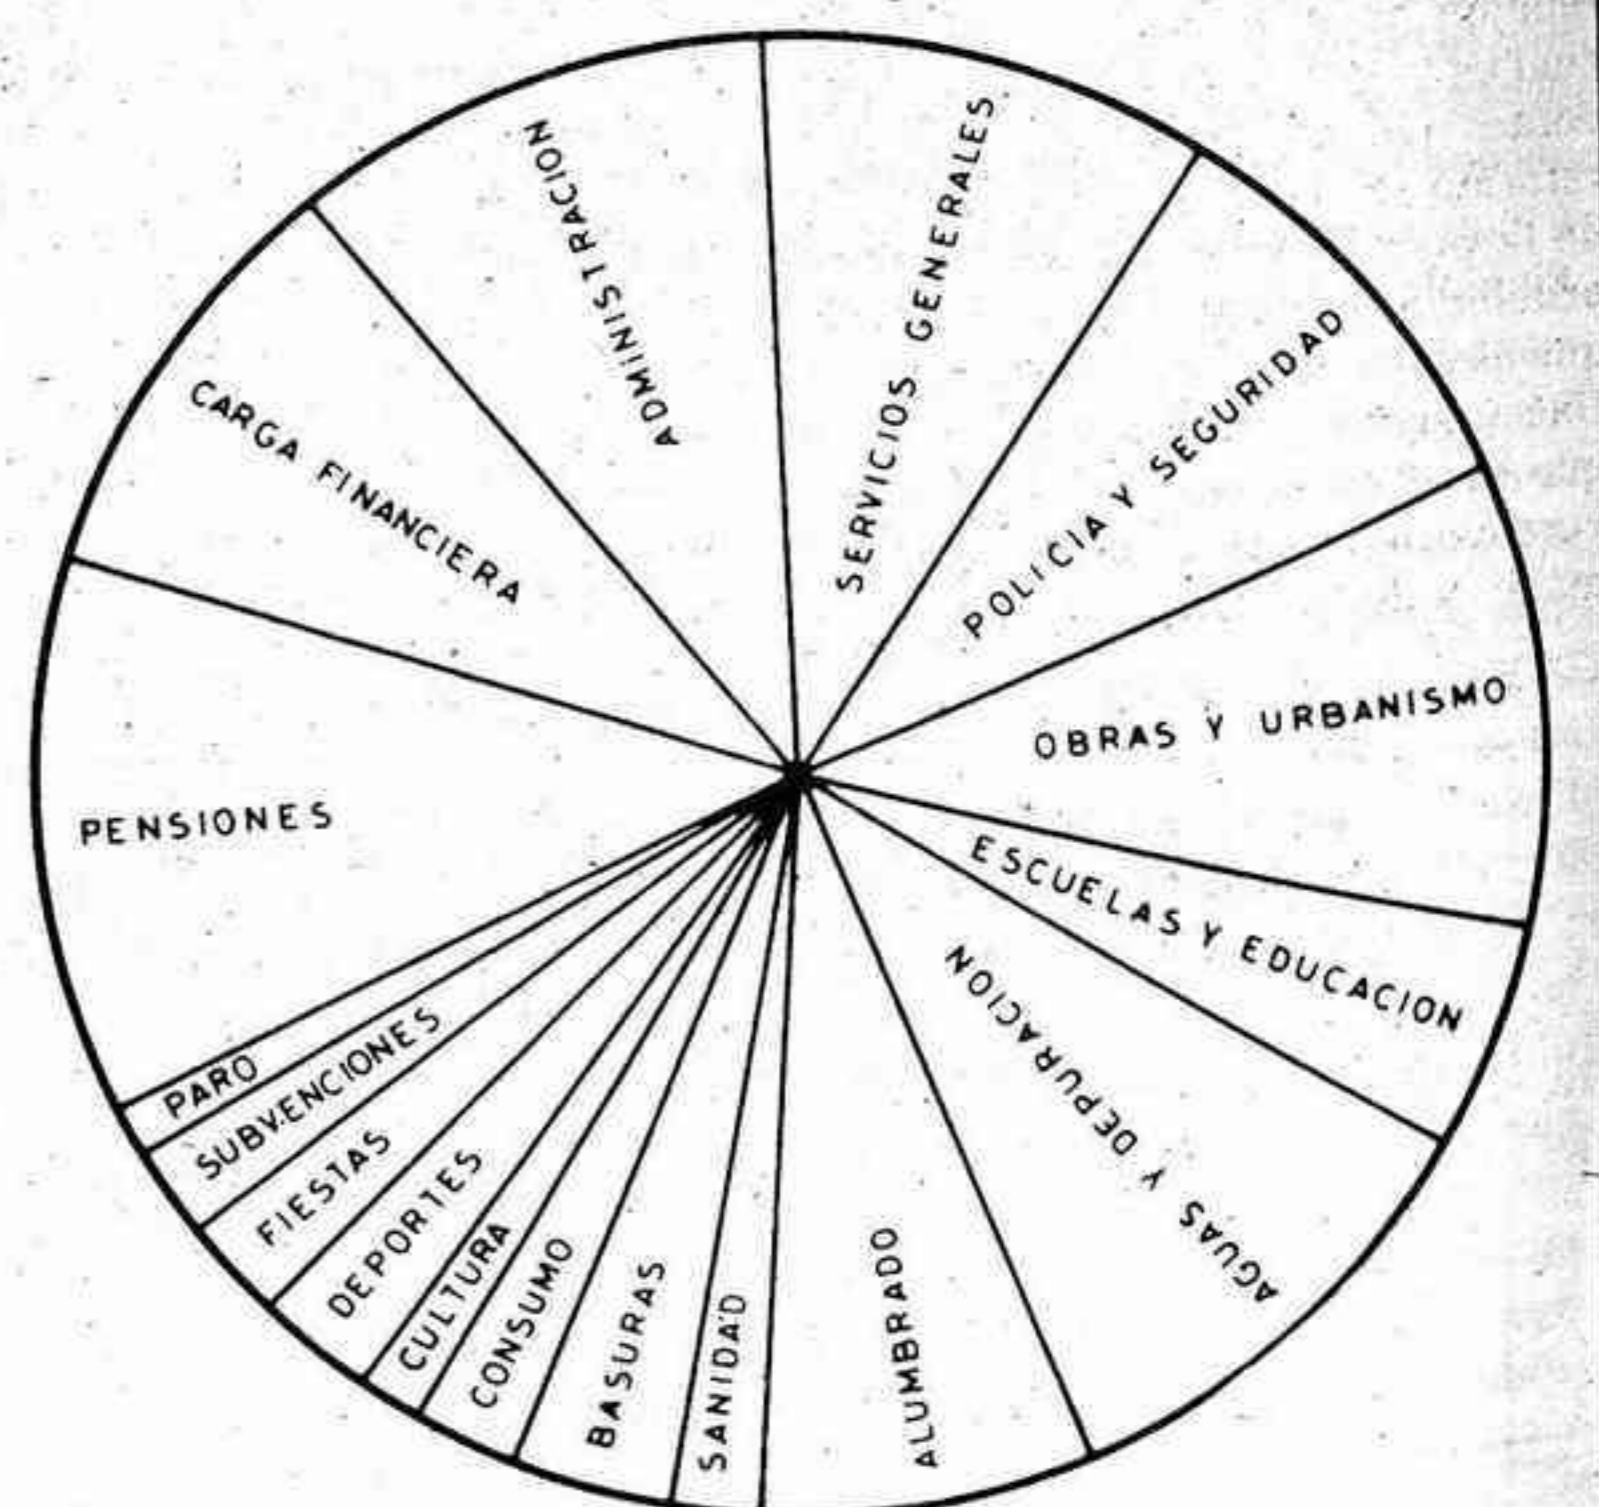 SERVICIOS GENERALES
POLICIA Y SEGURIDAD
OBRAS Y URBANISMO
ESCUELAS Y EDUCACION
AGUAS Y DEPURACION
ALUMBRADO
SANIDAD
BASURAS
CONSUMO
CULTURA
DEPORTES
FIESTAS
SUBVENCIONES
PARO
PENSIONES
CARGA FINANCIERA
ADMINISTRACION